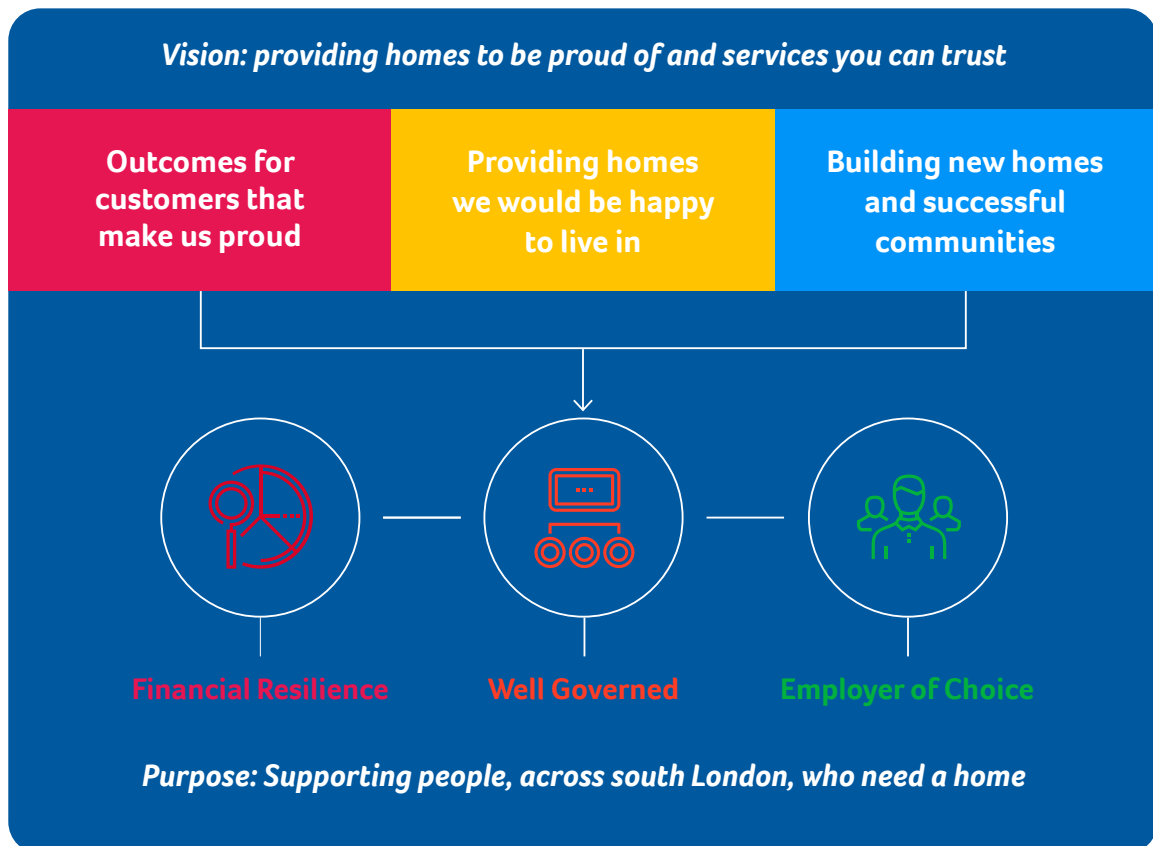 Vision: providing homes to be proud of and services you can trust
Outcomes for
customers that
make us proud
Providing homes
we would be happy
to live in
Building new homes
and successful
communities
Financial Resilience
Well Governed
Employer of Choice
Purpose: Supporting people, across south London, who need a home